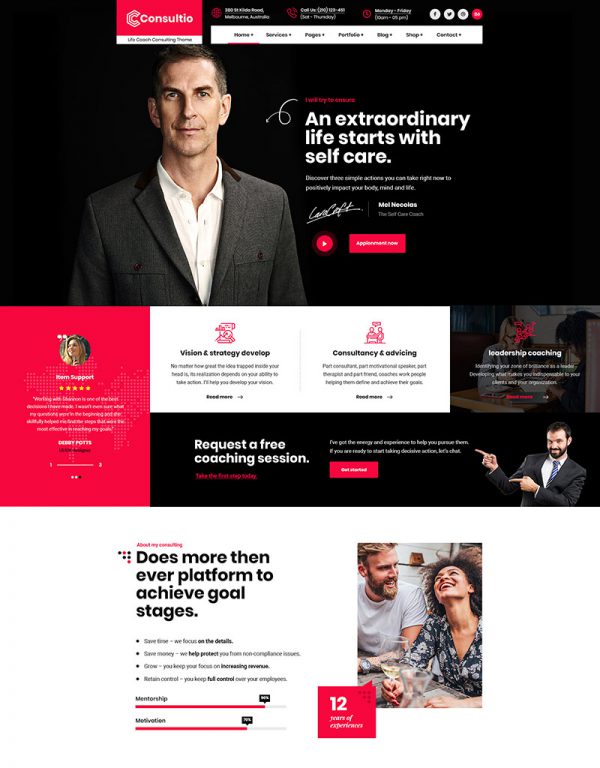 Consultio
Life Coach Consulting Theme
380 St Kilda Road,
Melbourne, Australia
Call Us: (210) 123-451
(Sat - Thursday)
Monday - Friday
(10am - 05 pm)
Home +
Services +
Pages +
Portfolio +
Blog +
Shop +
Contact +
I will try to ensure
An extraordinary
life starts with
self care.
Discover three simple actions you can take right now to
positively impact your body, mind and life.
Mel Necolas
The Self Care Coach
Appionment now
Item Support
"Working with Shannon is one of the best
decisions I have made. I wasn't even sure what
my questions were in the beginning and she
skillfully helped me find the steps that were the
most effective in reaching my goals."
DEBBY POTTS
UI/UX designer
1
3
Vision & strategy develop
No matter how great the idea trapped inside your
head is, its realization depends on your ability to
take action. I'll help you develop your vision.
Read more
Consultancy & advicing
Part consultant, part motivational speaker, part
therapist and part friend, coaches work people
helping them define and achieve their goals.
Read more
leadership coaching
Identifying your zone of brilliance as a leader -
Developing what makes you indispensable to your
clients and your organization.
Read more
Request a free
coaching session.
Take the first step today.
I've got the energy and experience to help you pursue them.
If you are ready to start taking decisive action, let's chat.
Get started
About my consulting
Does more then
ever platform to
achieve goal
stages.
Save time – we focus on the details.
Save money – we help protect you from non-compliance issues.
Grow – you keep your focus on increasing revenue.
Retain control – you keep full control over your employees.
Mentorship
90%
Motivation
70%
12
years of
experiences